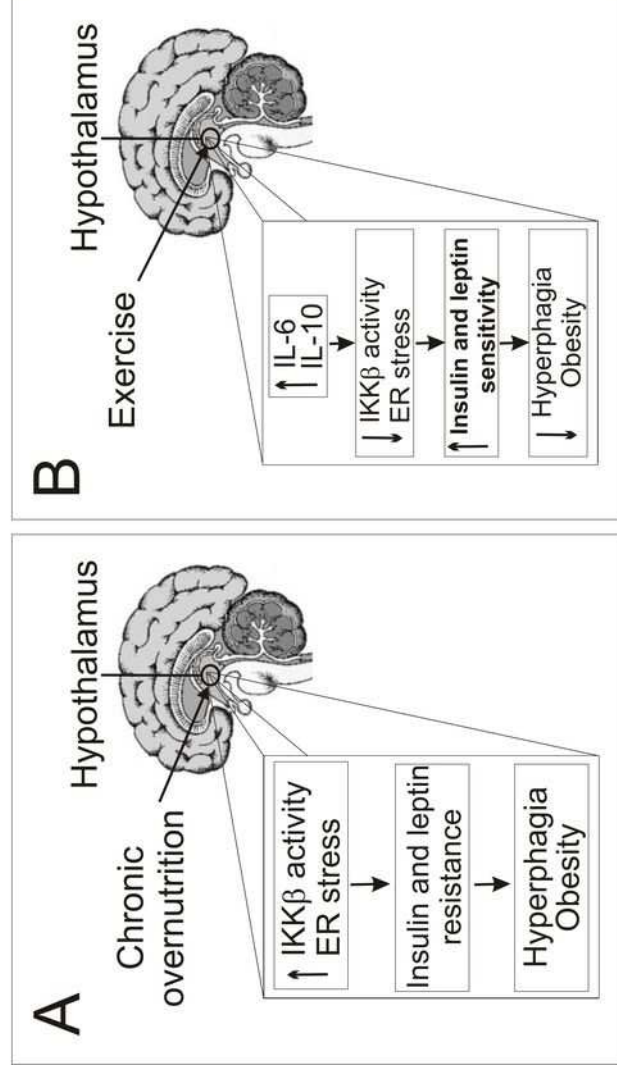 A
Hypothalamus
Chronic
overnutrition
↑ IKKβ activity
ER stress
Insulin and leptin
resistance
Hyperphagia
Obesity
B
Hypothalamus
Exercise
↑ IL-6
IL-10
↓ IKKβ activity
ER stress
↑ Insulin and leptin
sensitivity
↓ Hyperphagia
Obesity